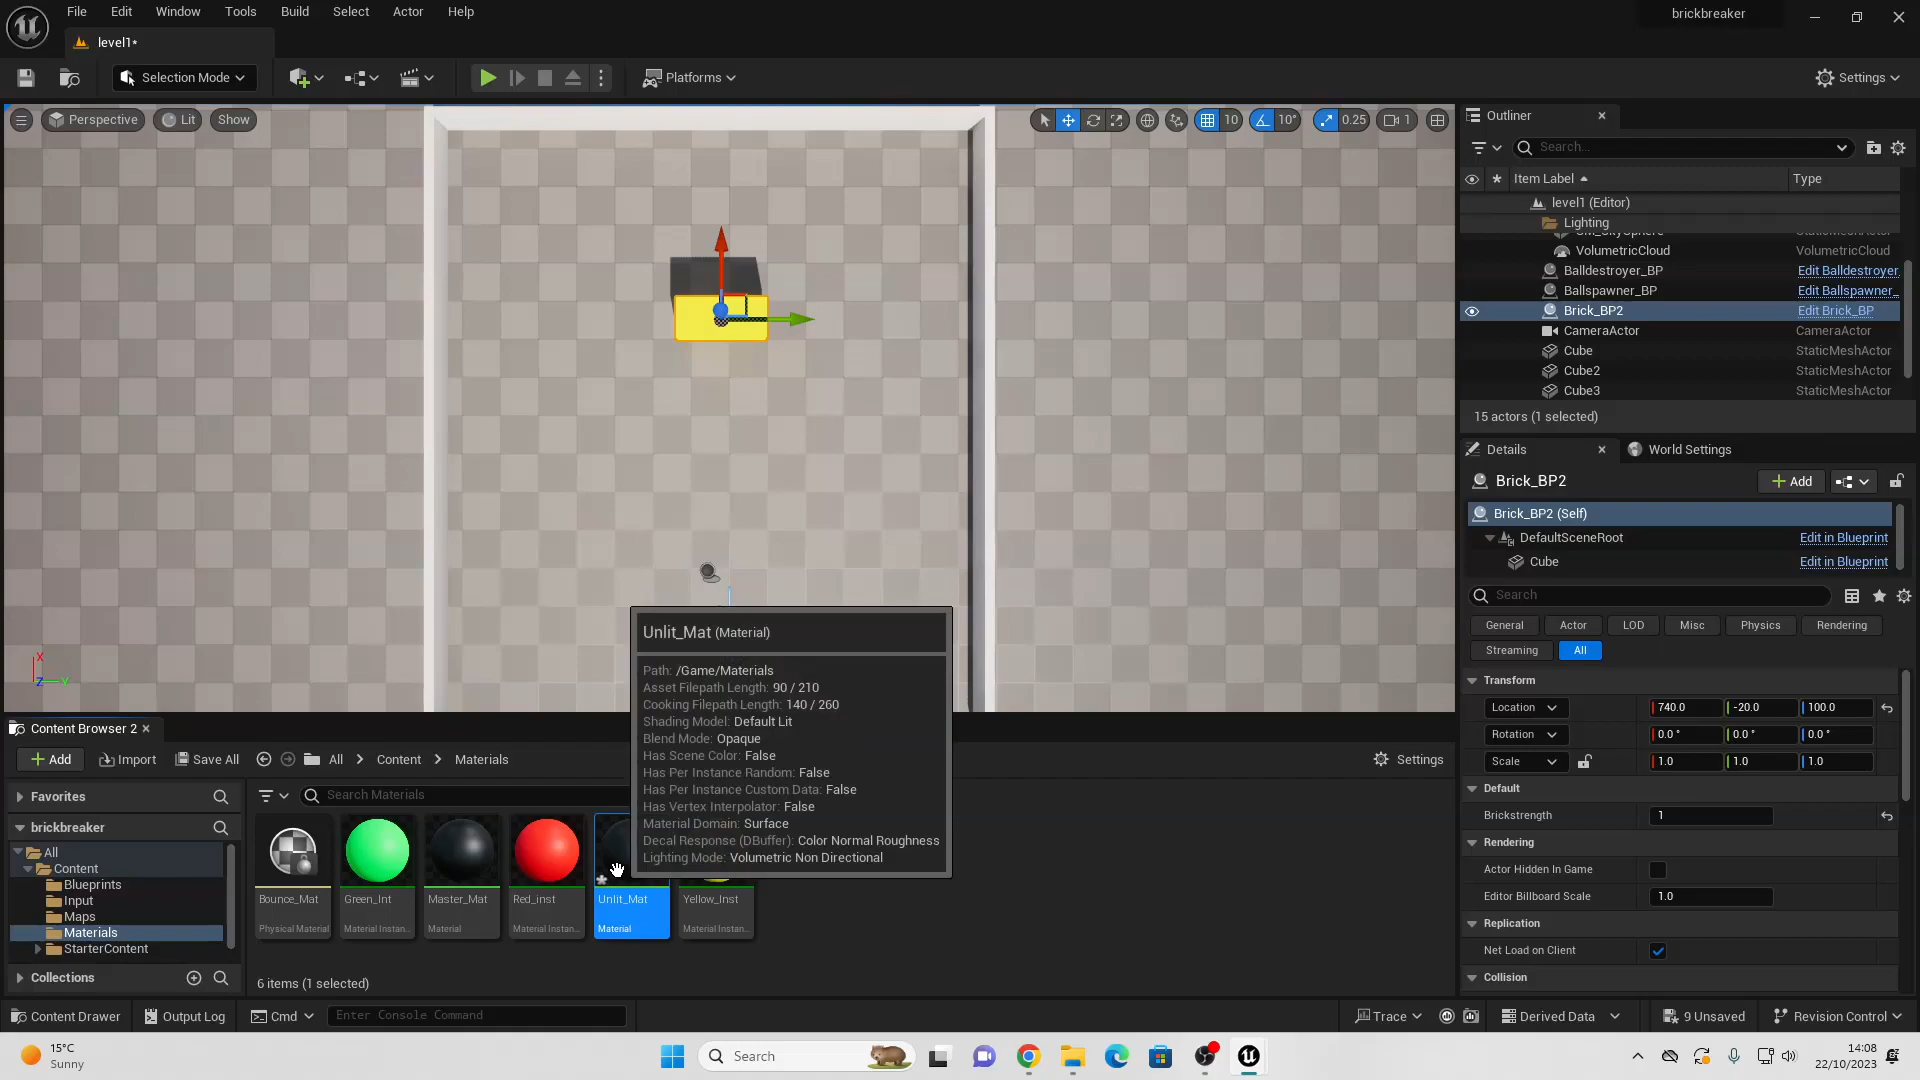 File Edit Window Tools Build Select Actor Help
brickbreaker
level1*
Selection Mode
Platforms
Settings
Perspective Lit Show
10 10° 0.25 1
Outliner
Search...
Item Label Type
level1 (Editor)
Lighting
VolumetricCloud VolumetricCloud
Balldestroyer_BP Edit Balldestroyer
Ballspawner_BP Edit Ballspawner_
Brick_BP2 Edit Brick_BP
CameraActor CameraActor
Cube StaticMeshActor
Cube2 StaticMeshActor
Cube3 StaticMeshActor
15 actors (1 selected)
Details World Settings
Brick_BP2
Add
Brick_BP2 (Self)
DefaultSceneRoot Edit in Blueprint
Cube Edit in Blueprint
Search
General Actor LOD Misc Physics Rendering
Streaming All
Transform
Location 740.0 -20.0 100.0
Rotation 0.0° 0.0° 0.0°
Scale 1.0 1.0 1.0
Default
Brickstrength 1
Rendering
Actor Hidden In Game
Editor Billboard Scale 1.0
Replication
Net Load on Client
Collision
X
Z Y
Unlit_Mat (Material)
Path: /Game/Materials
Asset Filepath Length: 90 / 210
Cooking Filepath Length: 140 / 260
Shading Model: Default Lit
Blend Mode: Opaque
Has Scene Color: False
Has Per Instance Random: False
Has Per Instance Custom Data: False
Has Vertex Interpolator: False
Material Domain: Surface
Decal Response (DBuffer): Color Normal Roughness
Lighting Mode: Volumetric Non Directional
Content Browser 2
Add Import Save All All Content Materials
Settings
Favorites
Search Materials
brickbreaker
All
Content
Blueprints
Input
Maps
Materials
StarterContent
Collections
Bounce_Mat Green_Int Master_Mat Red_inst Unlit_Mat Yellow_Inst
Physical Material Material Instan... Material Material Instan... Material Material Instan...
6 items (1 selected)
Content Drawer Output Log Cmd Enter Console Command
Trace Derived Data 9 Unsaved Revision Control
15°C
Sunny
Search
14:08
22/10/2023